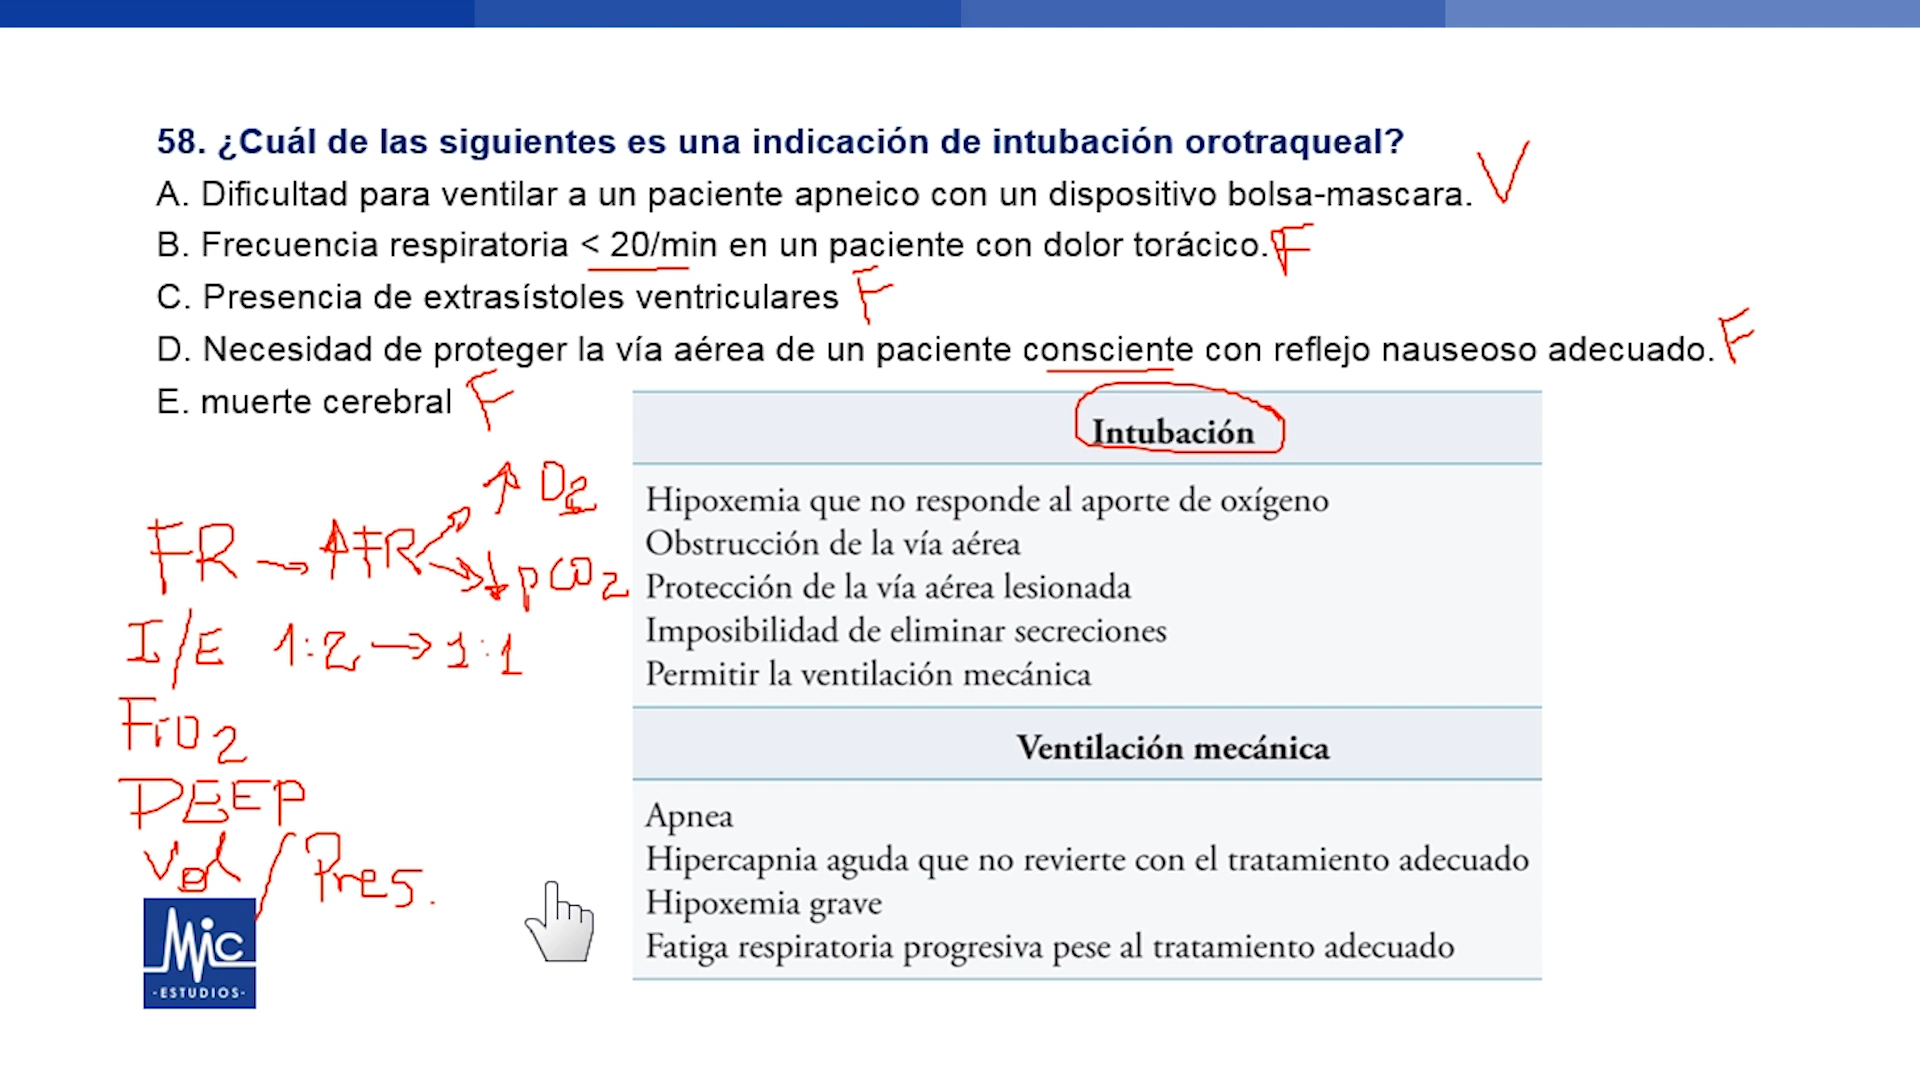 58. ¿Cuál de las siguientes es una indicación de intubación orotraqueal?
A. Dificultad para ventilar a un paciente apneico con un dispositivo bolsa-mascara. V
B. Frecuencia respiratoria < 20/min en un paciente con dolor torácico. F
C. Presencia de extrasístoles ventriculares F
D. Necesidad de proteger la vía aérea de un paciente consciente con reflejo nauseoso adecuado. F
E. muerte cerebral F
Intubación
Hipoxemia que no responde al aporte de oxígeno
Obstrucción de la vía aérea
Protección de la vía aérea lesionada
Imposibilidad de eliminar secreciones
Permitir la ventilación mecánica
Ventilación mecánica
Apnea
Hipercapnia aguda que no revierte con el tratamiento adecuado
Hipoxemia grave
Fatiga respiratoria progresiva pese al tratamiento adecuado
↑ O2
FR → ↑FR
↓ pCO2
I/E 1:2 → 1:1
FiO2
PEEP
Vol / Pres.
Mic
-ESTUDIOS-